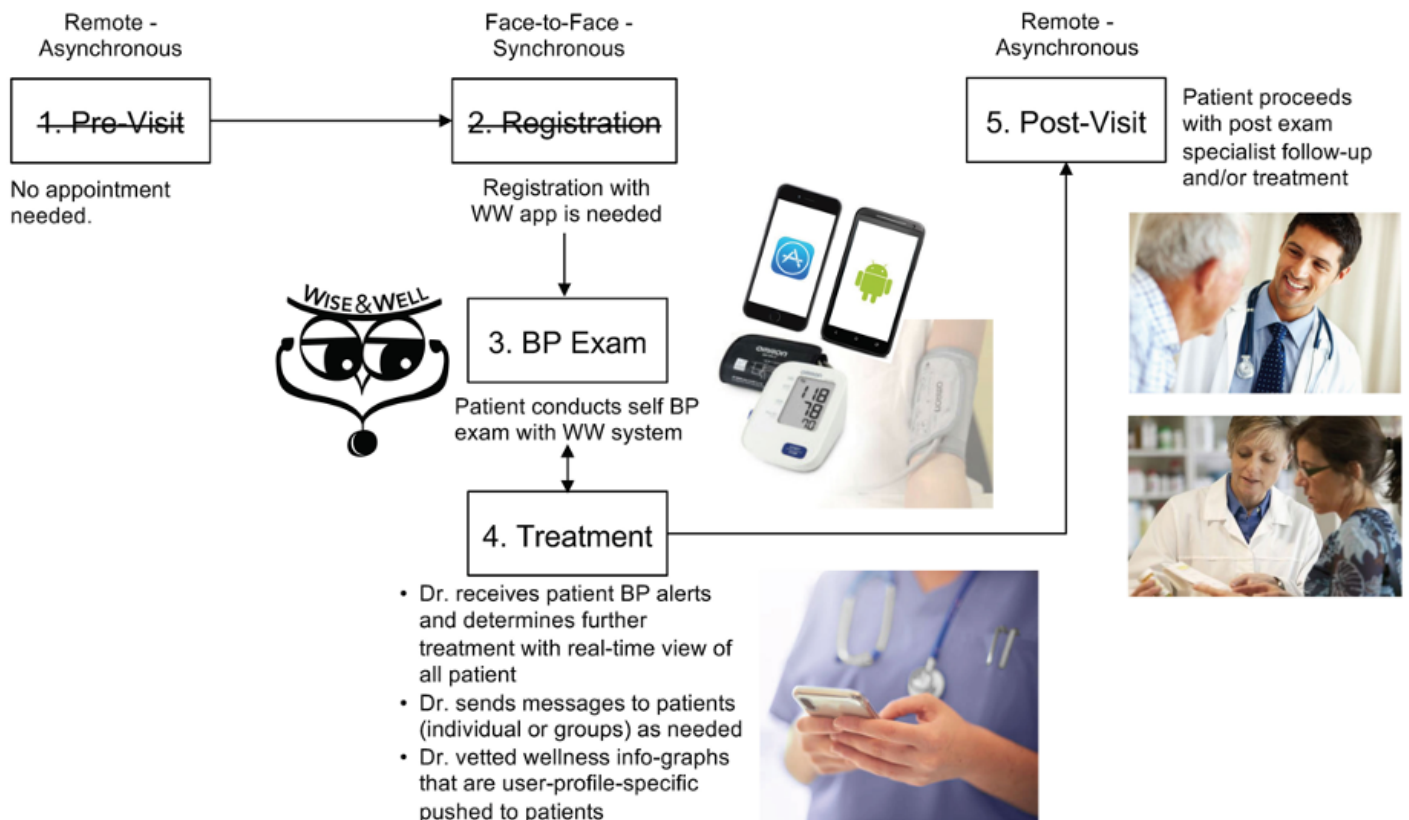 Remote -
Asynchronous
1. Pre-Visit
No appointment
needed.
Face-to-Face -
Synchronous
2. Registration
Registration with
WW app is needed
WISE&WELL
3. BP Exam
Patient conducts self BP
exam with WW system
OMRON
118
78
4. Treatment
• Dr. receives patient BP alerts
and determines further
treatment with real-time view of
all patient
• Dr. sends messages to patients
(individual or groups) as needed
• Dr. vetted wellness info-graphs
that are user-profile-specific
pushed to patients
Remote -
Asynchronous
5. Post-Visit
Patient proceeds
with post exam
specialist follow-up
and/or treatment